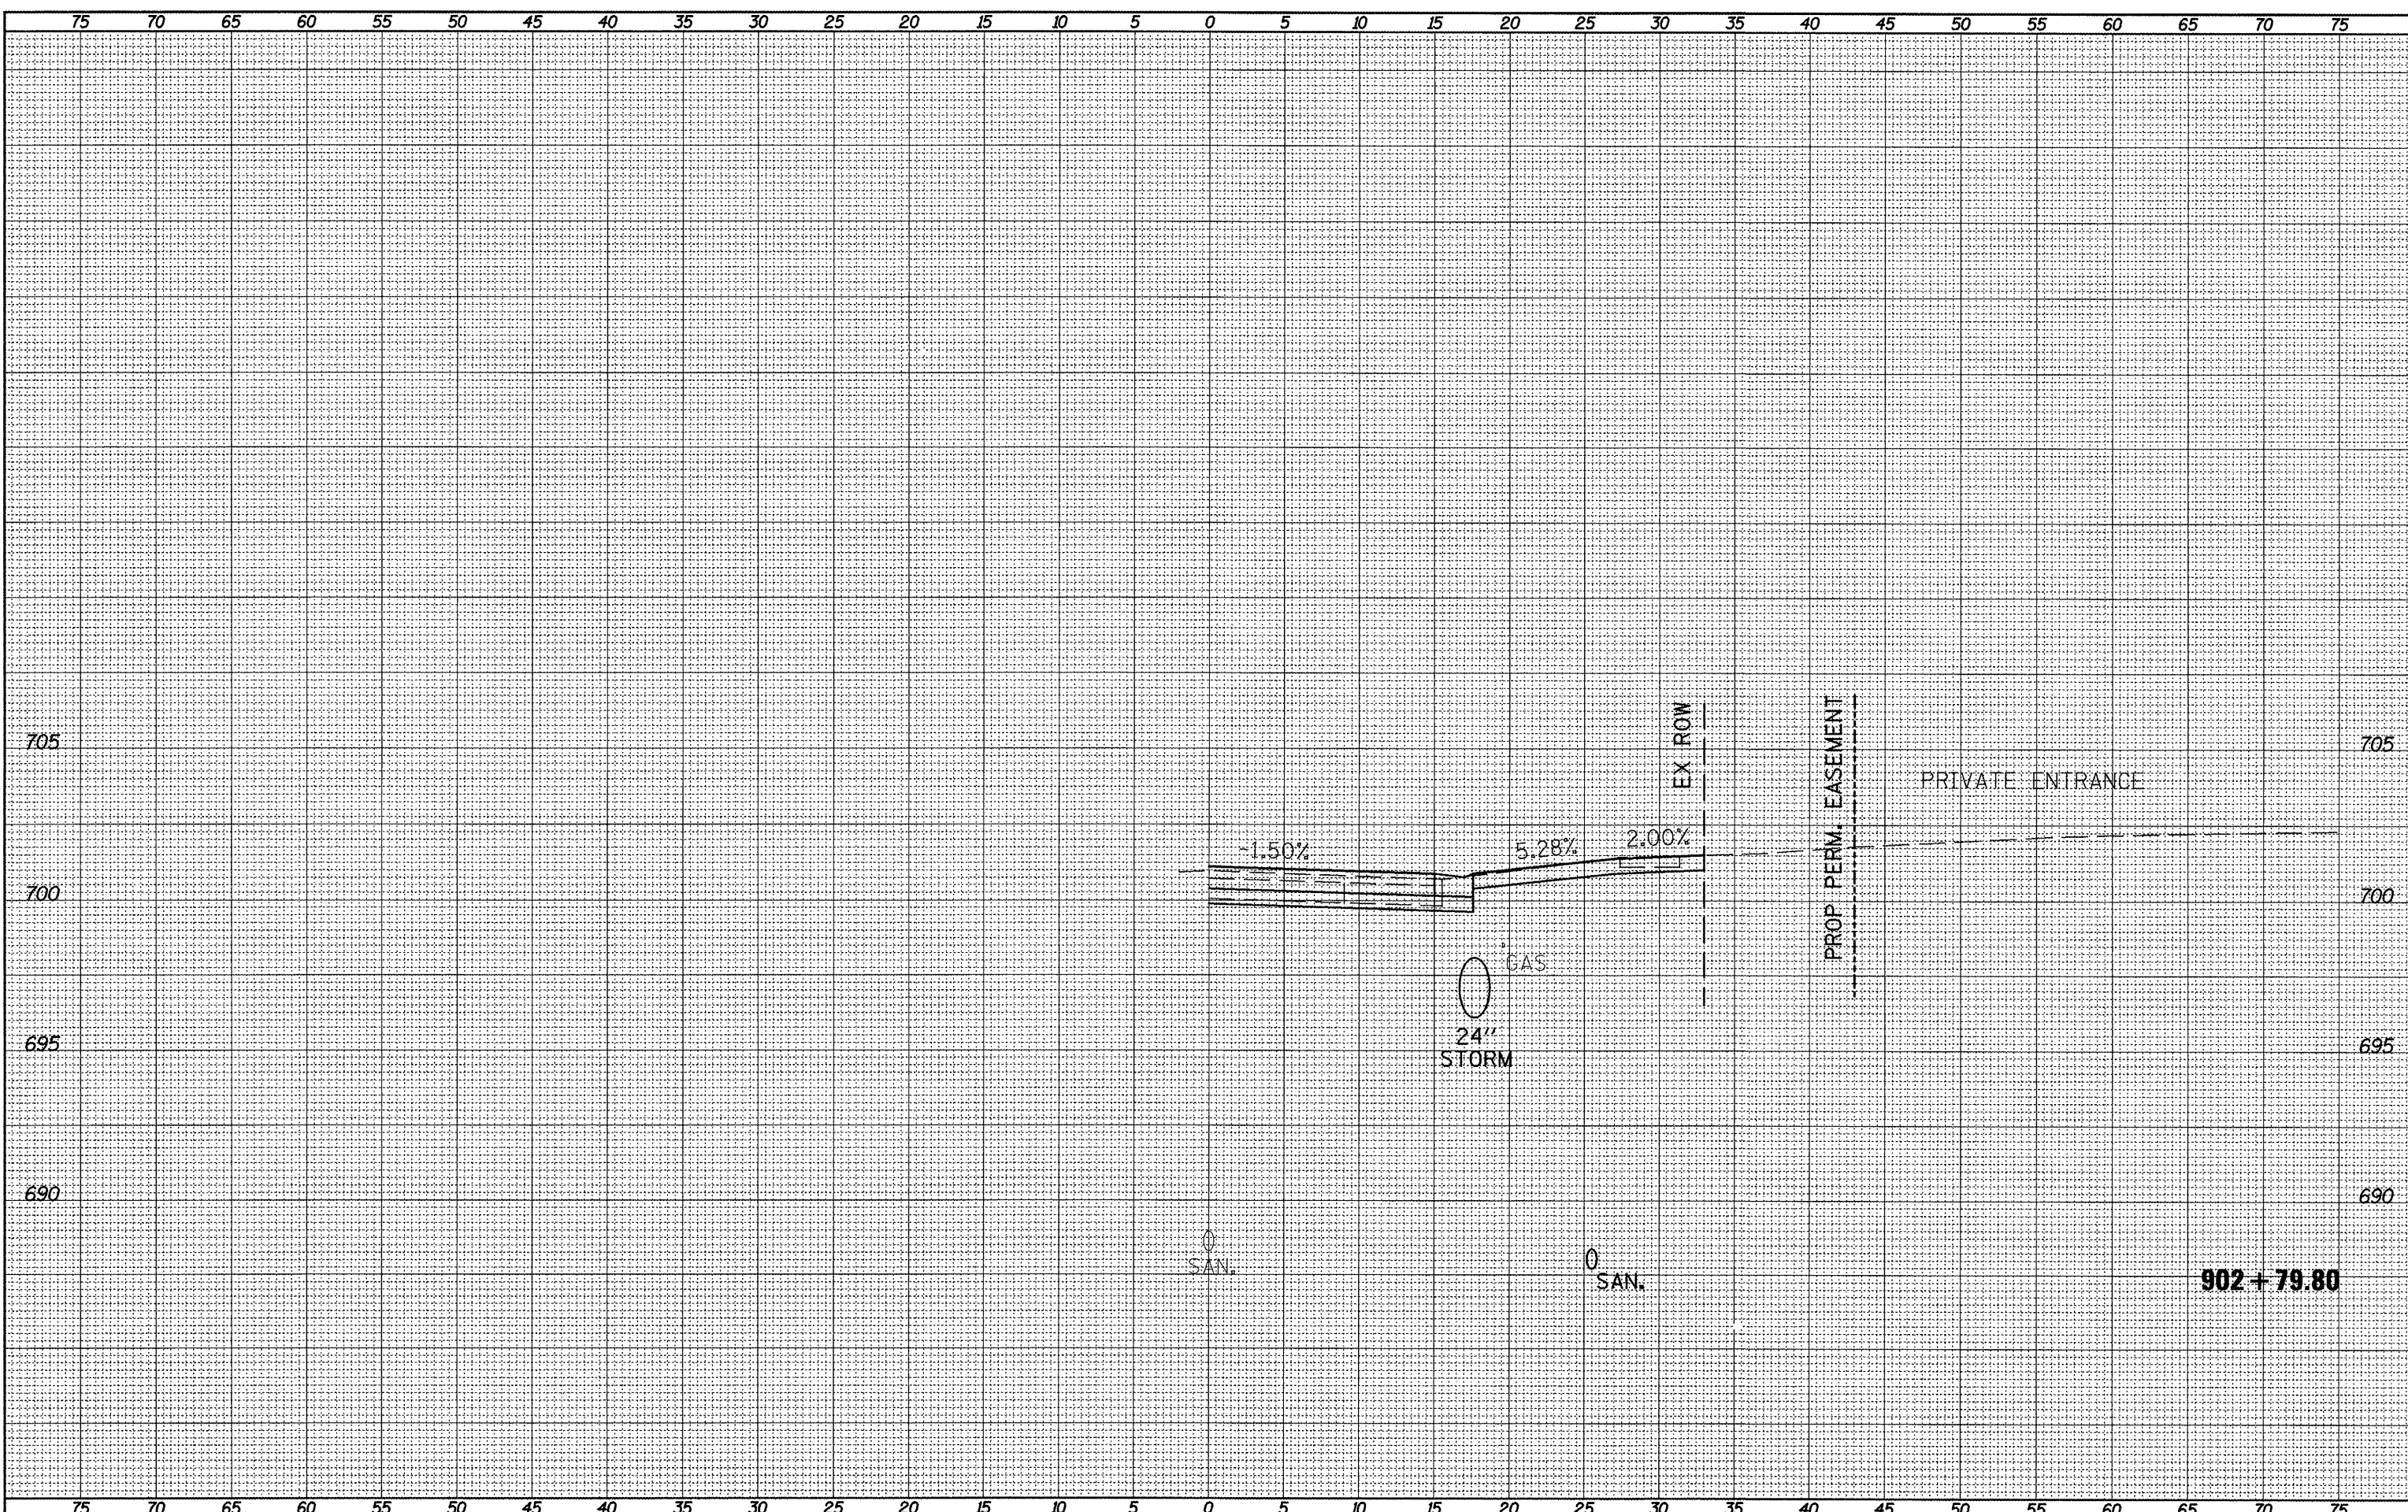 75 70 65 60 55 50 45 40 35 30 25 20 15 10 5 0 5 10 15 20 25 30 35 40 45 50 55 60 65 70 75
EX ROW
PROP PERM. EASEMENT
705 705
PRIVATE ENTRANCE
-1.50% 5.28% 2.00%
700 700
GAS
24"
STORM
695 695
690 690
SAN.
SAN.
902 + 79.80
75 70 65 60 55 50 45 40 35 30 25 20 15 10 5 0 5 10 15 20 25 30 35 40 45 50 55 60 65 70 75